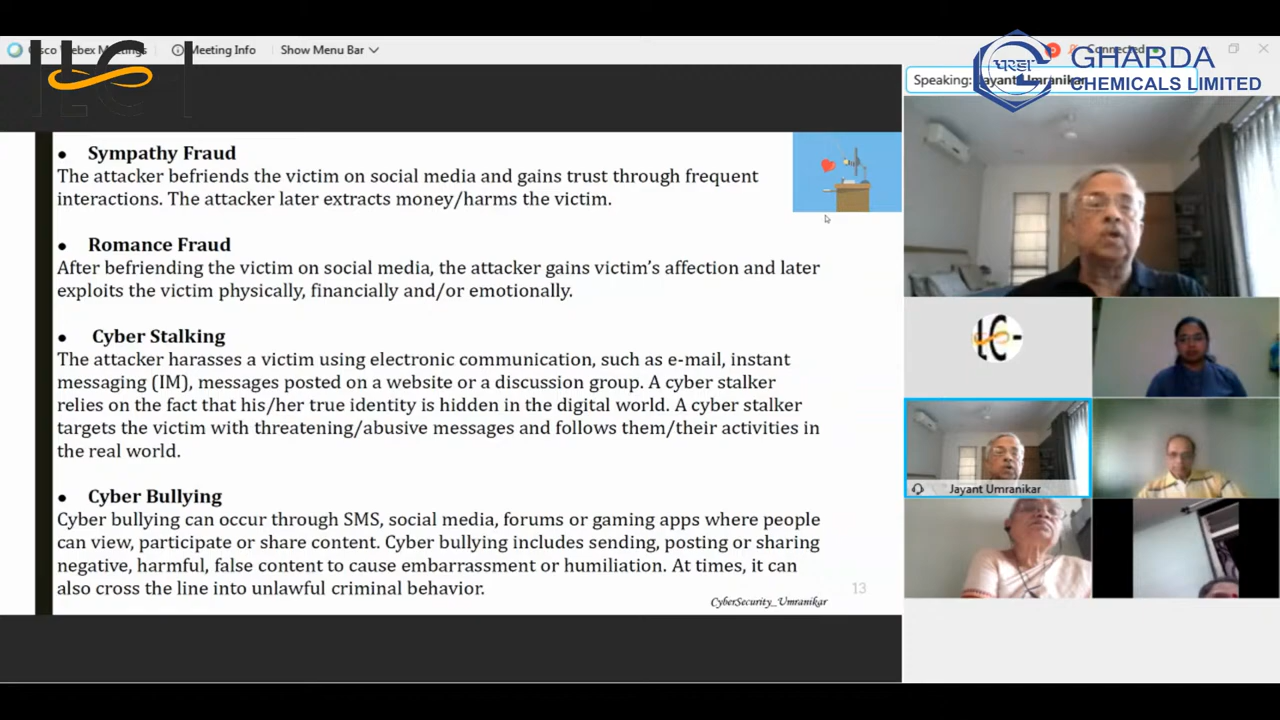 Cisco Webex Meetings
Meeting Info
Show Menu Bar
Connected
GHARDA
CHEMICALS LIMITED
घरडा
Speaking: Jayant Umranikar
• Sympathy Fraud
The attacker befriends the victim on social media and gains trust through frequent
interactions. The attacker later extracts money/harms the victim.
• Romance Fraud
After befriending the victim on social media, the attacker gains victim's affection and later
exploits the victim physically, financially and/or emotionally.
• Cyber Stalking
The attacker harasses a victim using electronic communication, such as e-mail, instant
messaging (IM), messages posted on a website or a discussion group. A cyber stalker
relies on the fact that his/her true identity is hidden in the digital world. A cyber stalker
targets the victim with threatening/abusive messages and follows them/their activities in
the real world.
• Cyber Bullying
Cyber bullying can occur through SMS, social media, forums or gaming apps where people
can view, participate or share content. Cyber bullying includes sending, posting or sharing
negative, harmful, false content to cause embarrassment or humiliation. At times, it can
also cross the line into unlawful criminal behavior.
13
CyberSecurity_Umranikar
Jayant Umranikar